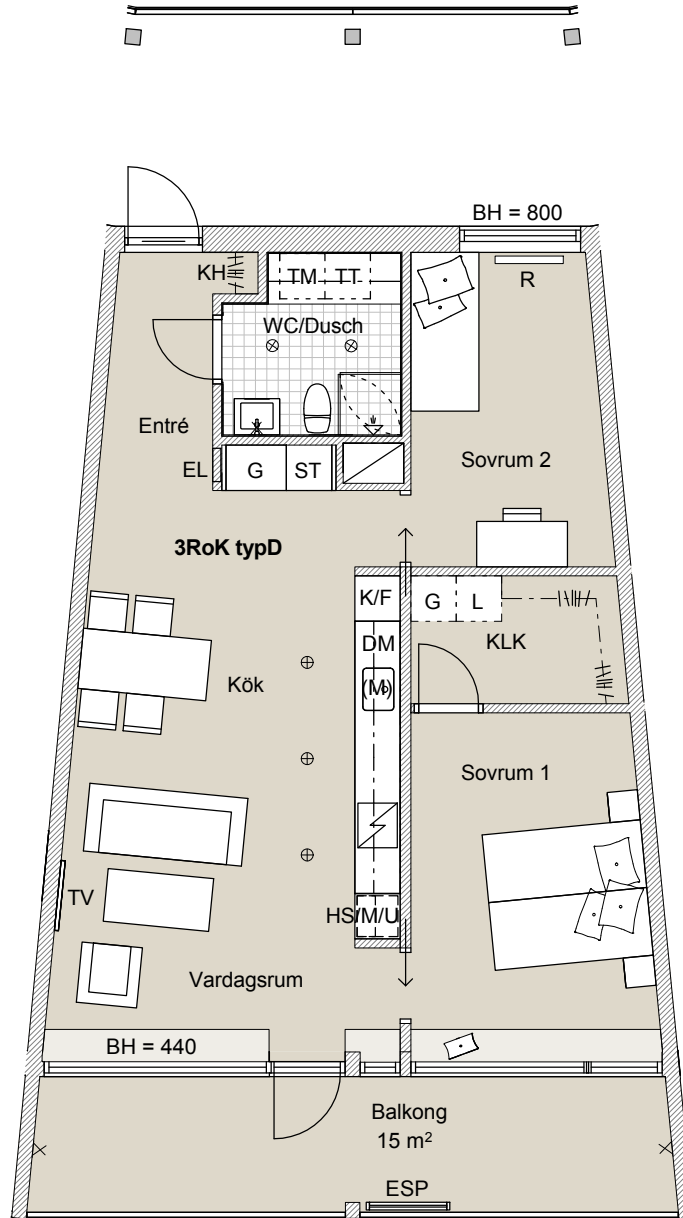 BH = 800
KH
TM TT
R
WC/Dusch
Entré
EL G ST
Sovrum 2
3RoK typD
K/F G L
DM KLK
(M)
Kök
Sovrum 1
TV
HS/M/U
Vardagsrum
BH = 440
Balkong
15 m²
ESP